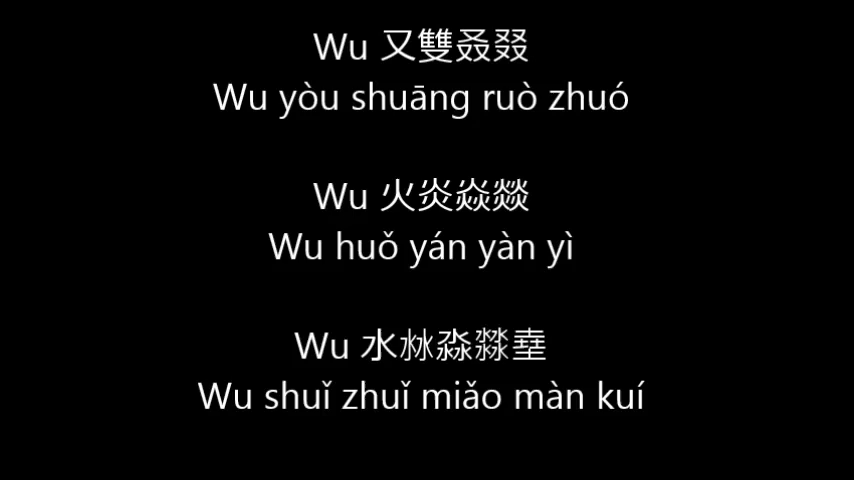 Wu 又雙叒叕
Wu yòu shuāng ruò zhuó
Wu 火炎焱燚
Wu huǒ yán yàn yì
Wu 水沝淼㵘㙓
Wu shuǐ zhuǐ miǎo màn kuí